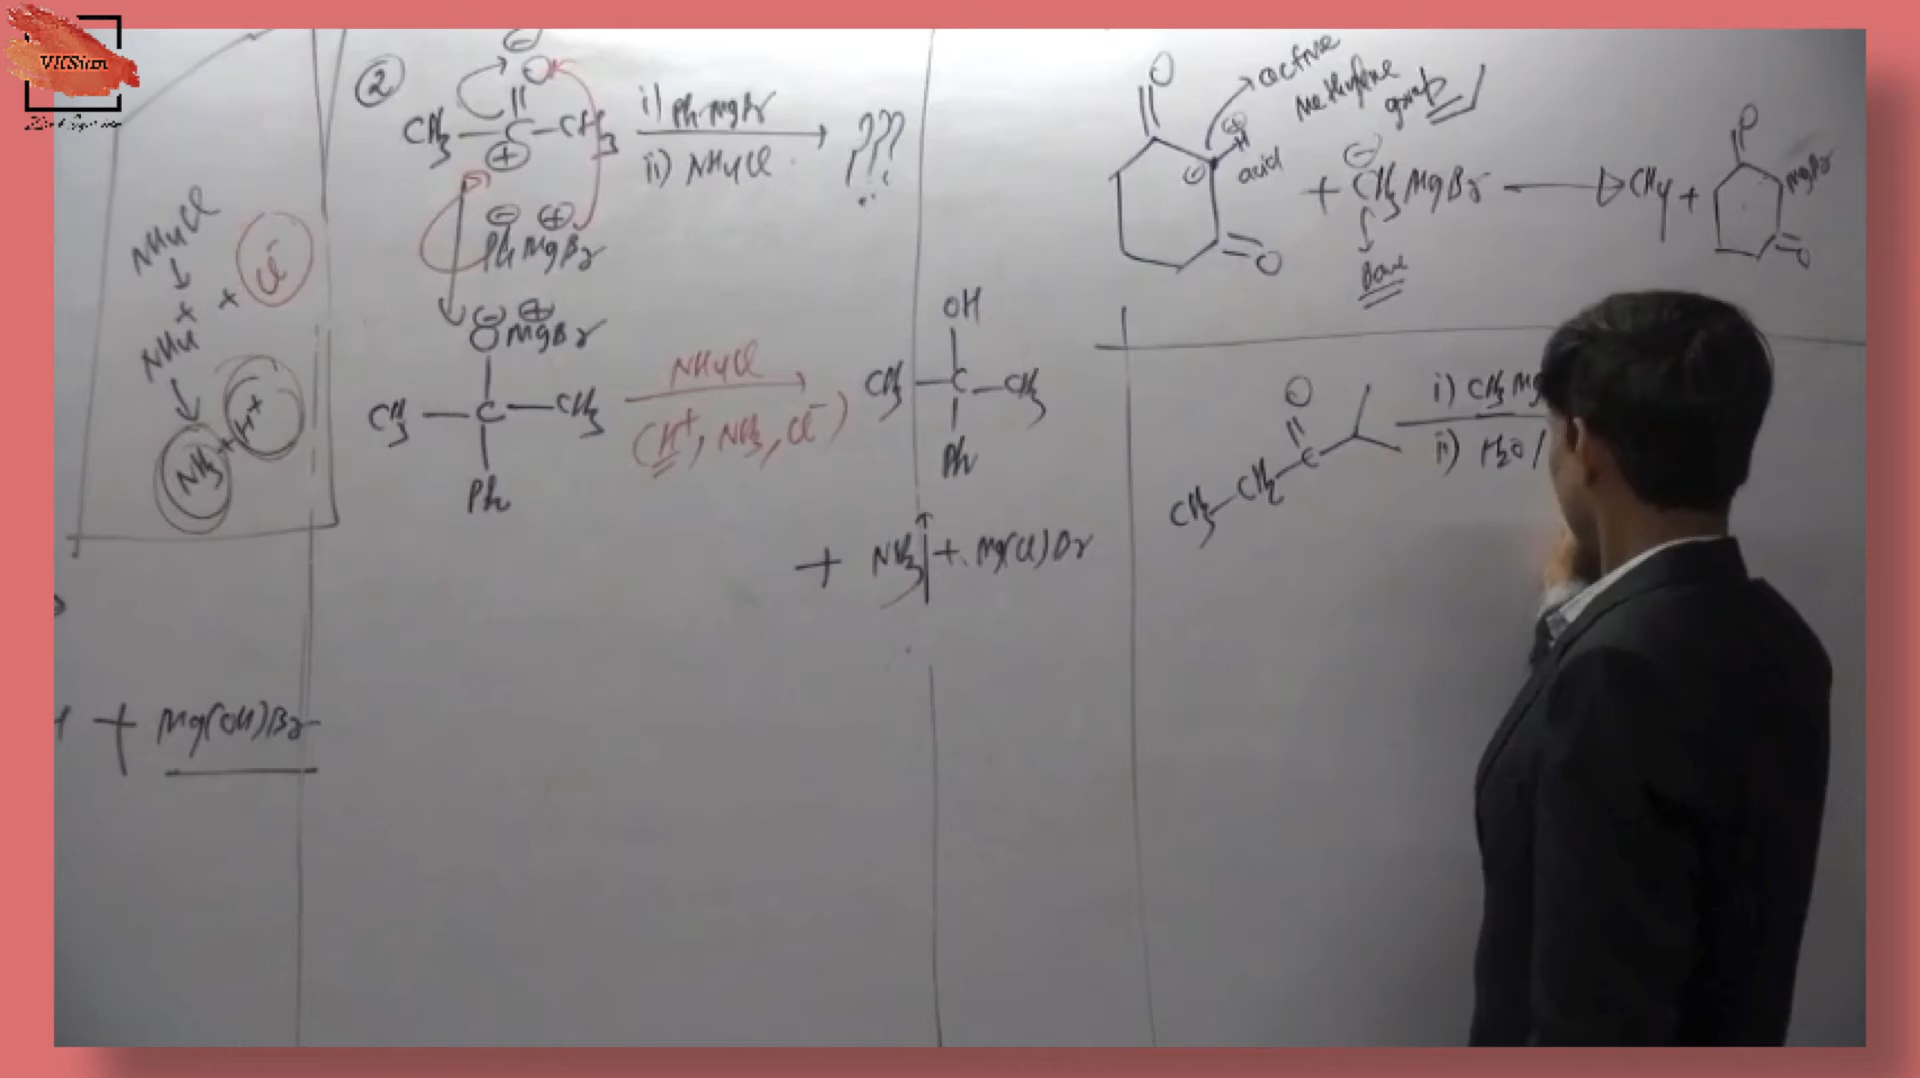 VKSirrn
NH4Cl
+ Cl-
NH4+
NH3 + H+
+ Mg(OH)Br
②
⊖
O
CH3 — C — CH3
⊕
i) PhMgBr
ii) NH4Cl
???
⊖ ⊕
PhMgBr
⊖ ⊕
OMgBr
CH3 — C — CH3
Ph
NH4Cl
(H+, NH3, Cl-)
OH
CH3 — C — CH3
Ph
+ NH3 + Mg(Cl)Br
O
active
methylene
group
⊕
H
⊖
acid
O
+
⊖
CH3MgBr
Base
CH4 +
O
MgBr
O
O
CH3 CH2 C
i) CH3Mg
ii) H2O/